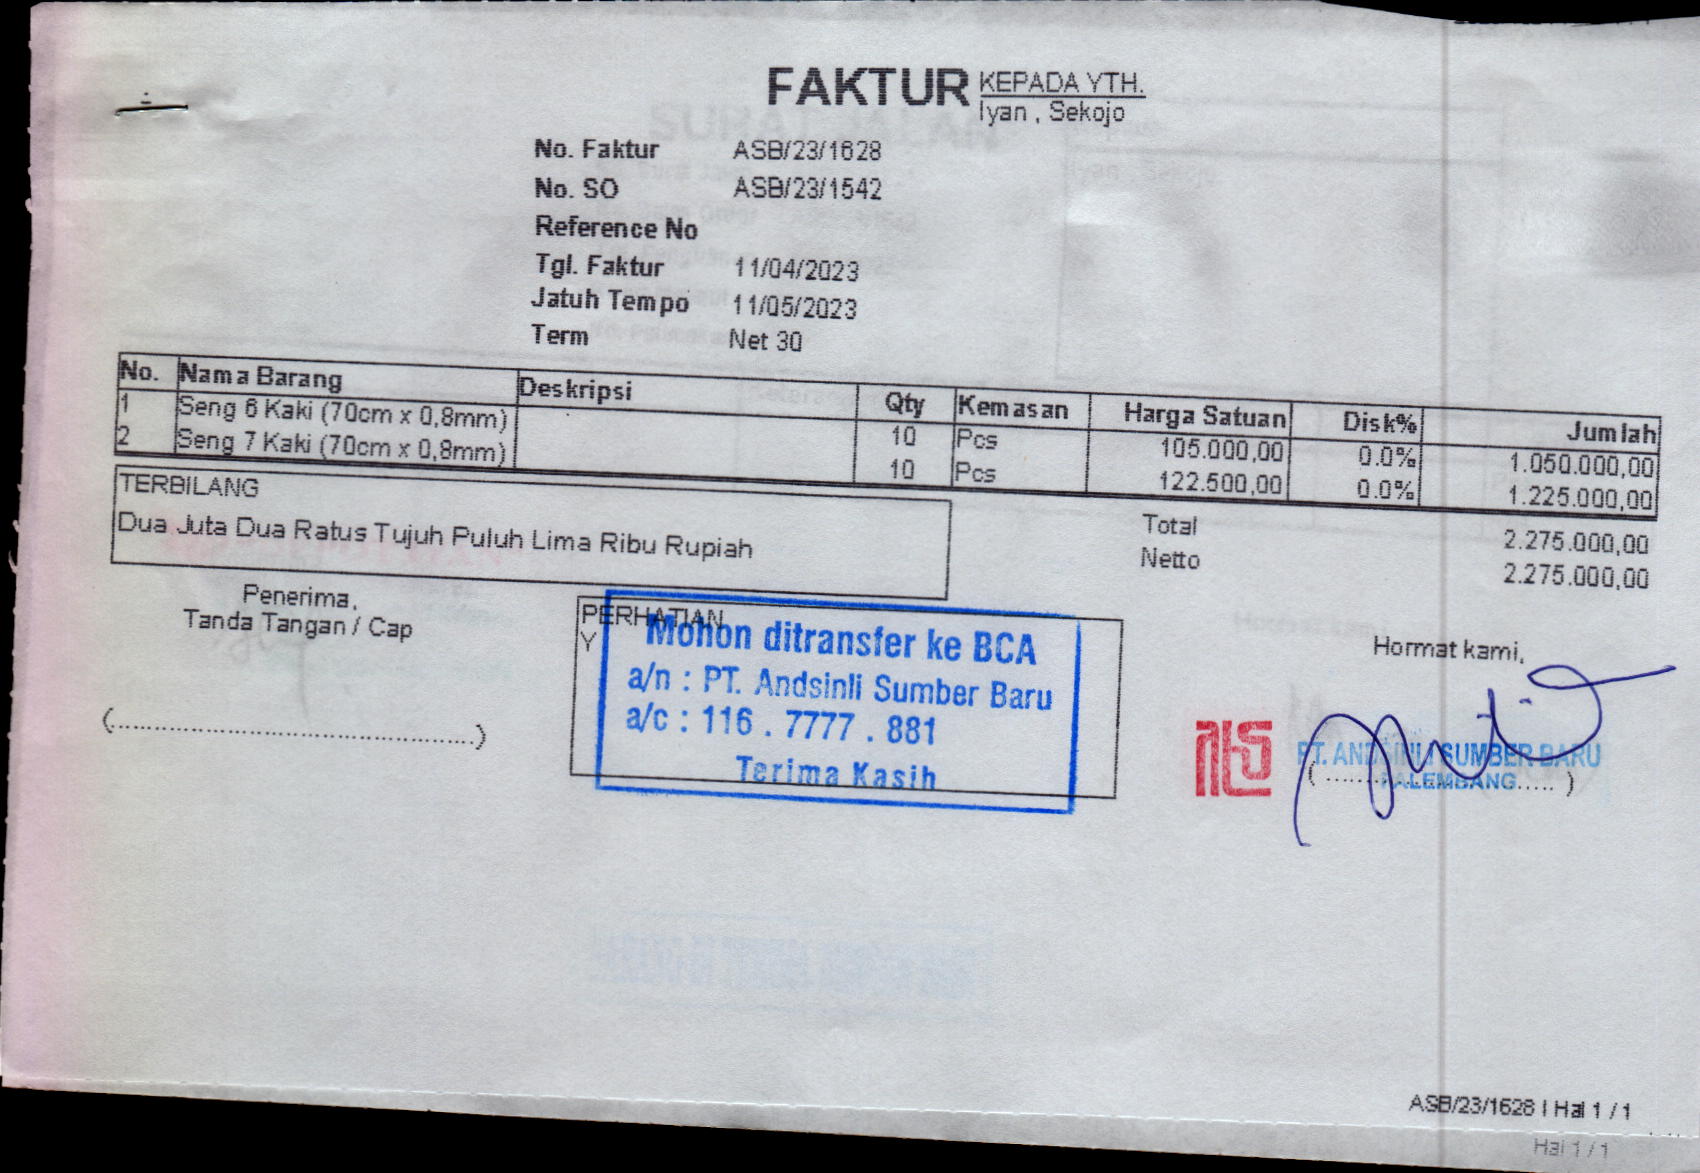 FAKTUR
KEPADA YTH.
Iyan , Sekojo
No. Faktur ASB/23/1628
No. SO ASB/23/1542
Reference No
Tgl. Faktur 11/04/2023
Jatuh Tempo 11/05/2023
Term Net 30
No. Nama Barang Deskripsi Qty Kemasan Harga Satuan Disk% Jumlah
1 Seng 6 Kaki (70cm x 0,8mm) 10 Pcs 105.000,00 0.0% 1.050.000,00
2 Seng 7 Kaki (70cm x 0,8mm) 10 Pcs 122.500,00 0.0% 1.225.000,00
TERBILANG
Dua Juta Dua Ratus Tujuh Puluh Lima Ribu Rupiah
Total 2.275.000,00
Netto 2.275.000,00
Penerima,
Tanda Tangan / Cap
(................................................)
PERHATIAN
Y
Mohon ditransfer ke BCA
a/n : PT. Andsinli Sumber Baru
a/c : 116 . 7777 . 881
Terima Kasih
Hormat kami,
PT. ANDSINLI SUMBER BARU
PALEMBANG
ASB/23/1628 | Hal 1 / 1
Hal 1 / 1